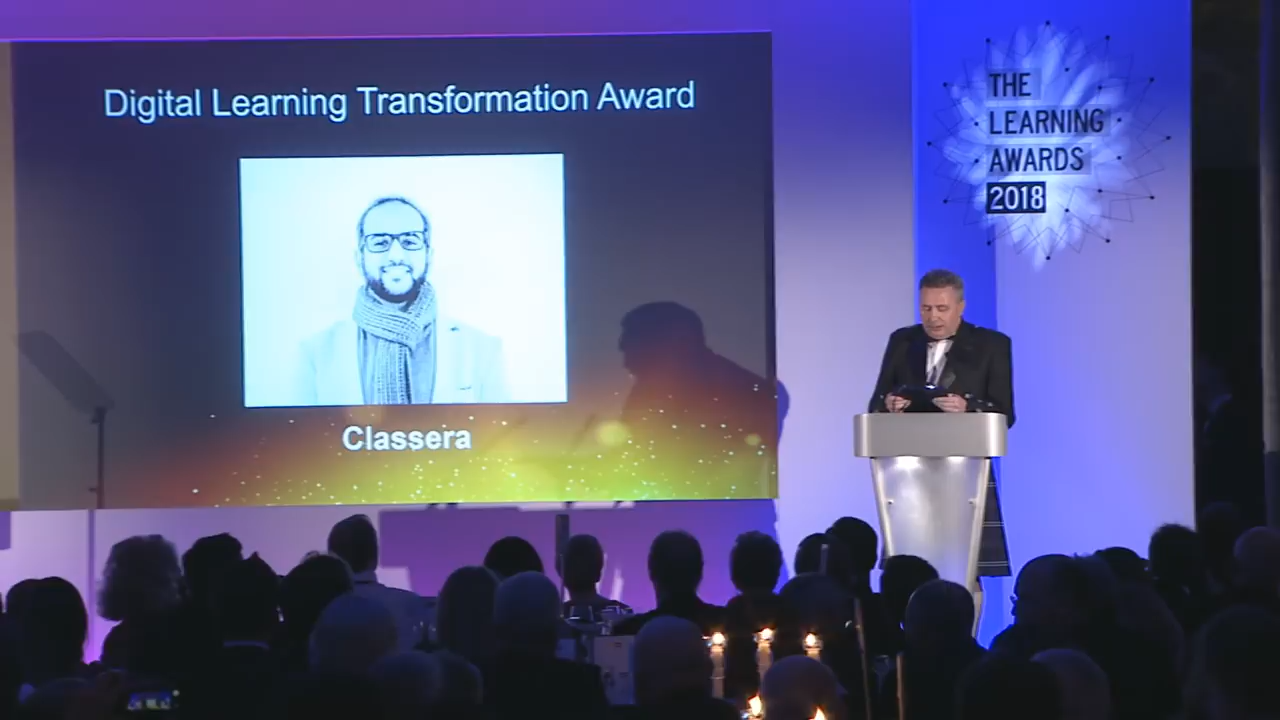 Digital Learning Transformation Award
Classera
THE
LEARNING
AWARDS
2018